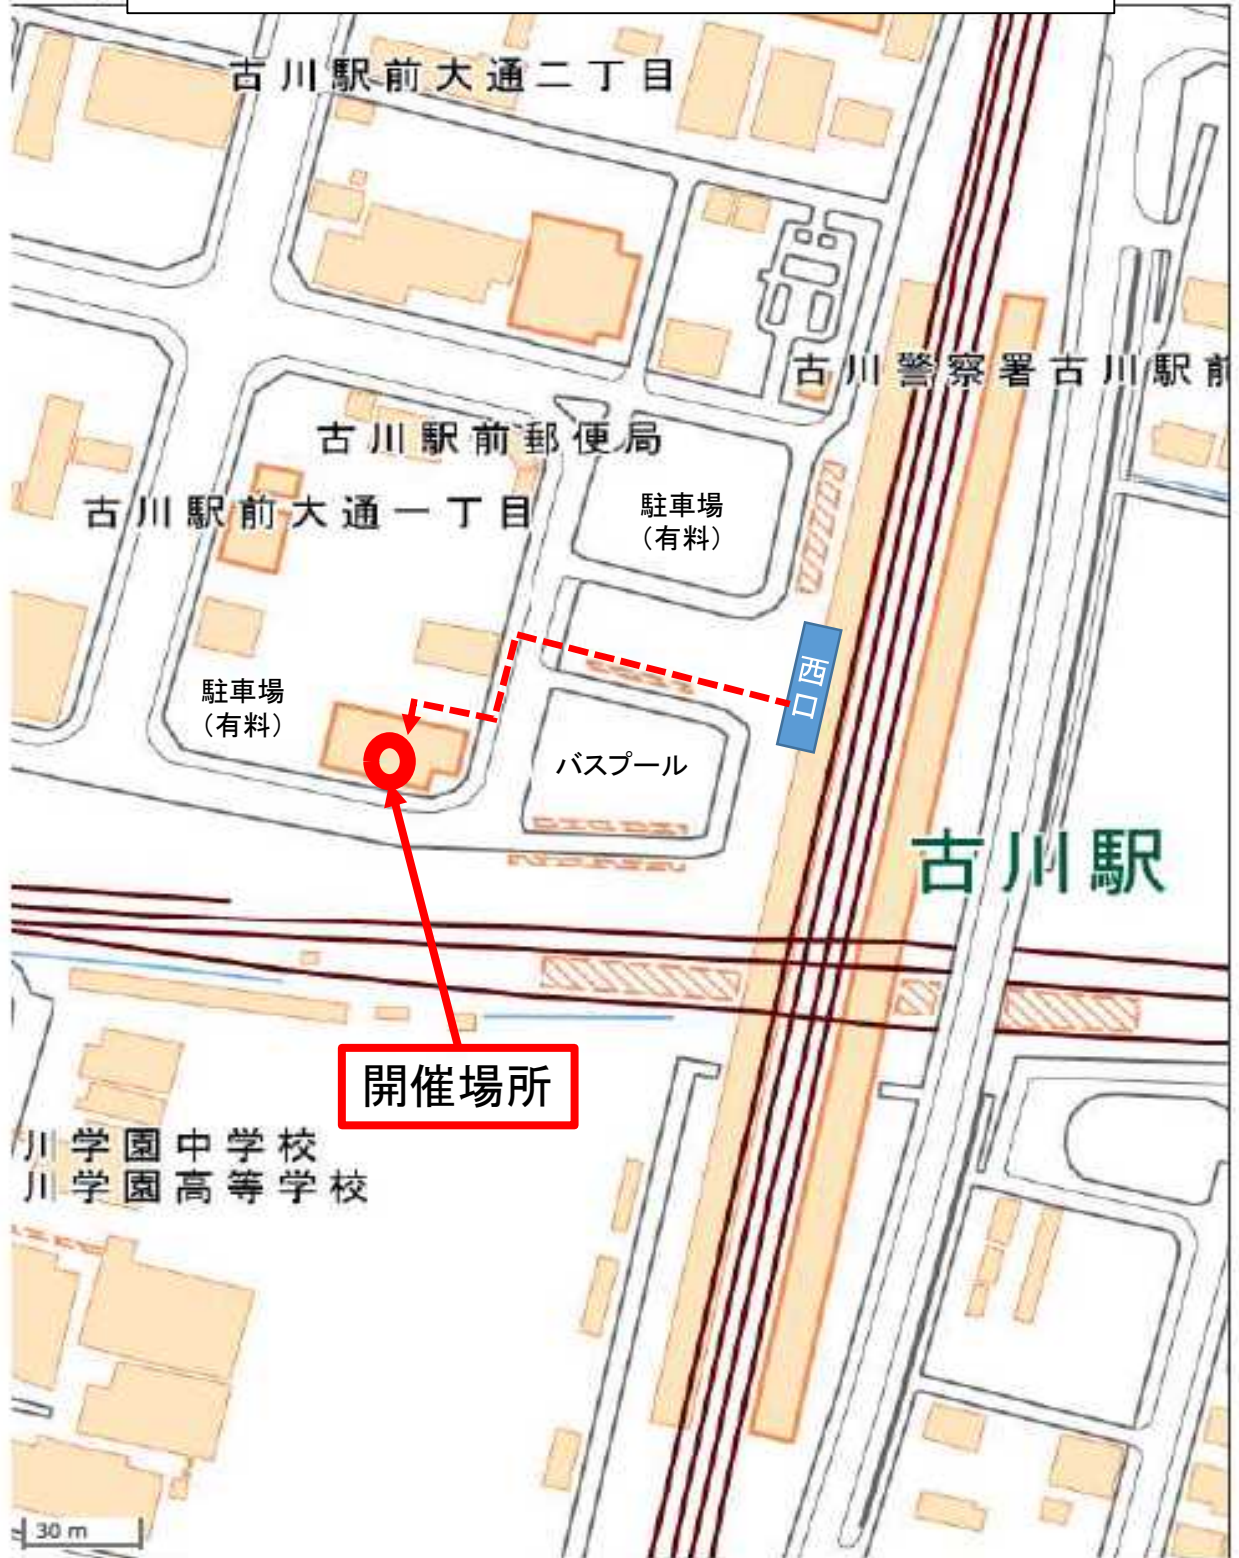 古川駅前大通二丁目
古川警察署古川駅前
古川駅前郵便局
古川駅前大通一丁目
駐車場
（有料）
西口
駐車場
（有料）
バスプール
古川駅
開催場所
川学園中学校
川学園高等学校
30 m